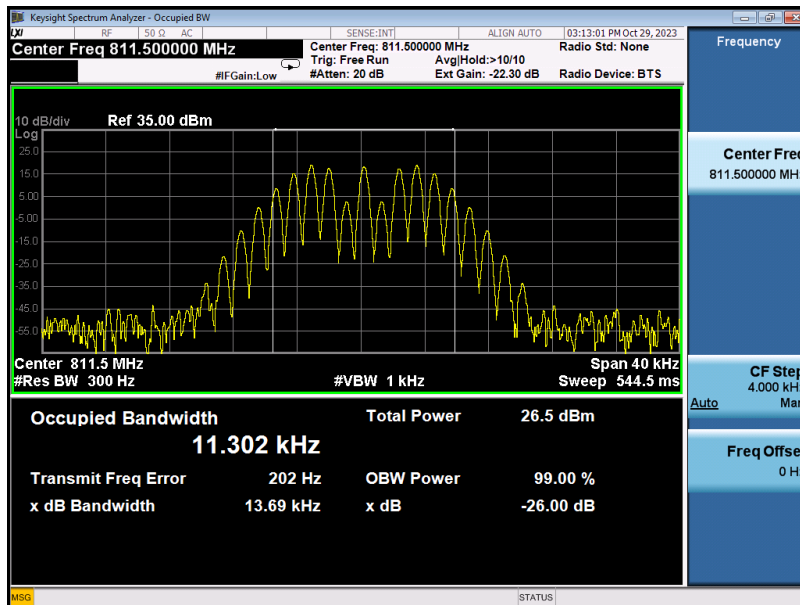 Keysight Spectrum Analyzer - Occupied BW
LXI RF 50 Ω AC SENSE:INT ALIGN AUTO 03:13:01 PM Oct 29, 2023
Center Freq 811.500000 MHz
Center Freq: 811.500000 MHz Radio Std: None
Trig: Free Run Avg|Hold:>10/10
#IFGain:Low #Atten: 20 dB Ext Gain: -22.30 dB Radio Device: BTS
10 dB/div Ref 35.00 dBm
Log
25.0
15.0
5.00
-5.00
-15.0
-25.0
-35.0
-45.0
-55.0
Center 811.5 MHz Span 40 kHz
#Res BW 300 Hz #VBW 1 kHz Sweep 544.5 ms
Occupied Bandwidth Total Power 26.5 dBm
11.302 kHz
Transmit Freq Error 202 Hz OBW Power 99.00 %
x dB Bandwidth 13.69 kHz x dB -26.00 dB
MSG STATUS
Frequency
Center Freq
811.500000 MHz
CF Step
4.000 kHz
Auto Man
Freq Offse
0 Hz